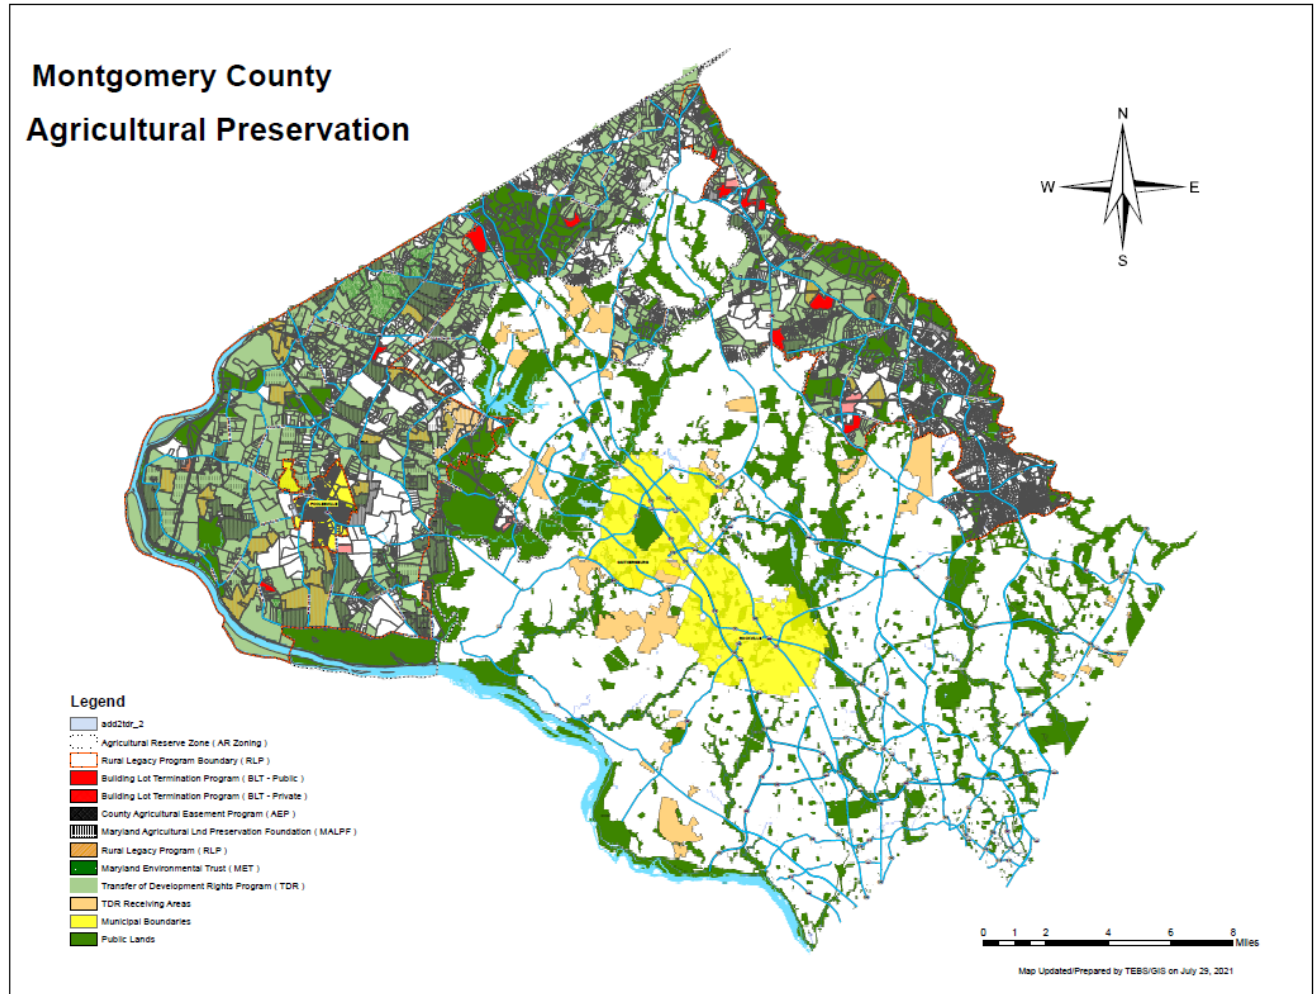 Montgomery County
Agricultural Preservation
N
W
E
S
Legend
add2tdr_2
Agricultural Reserve Zone ( AR Zoning )
Rural Legacy Program Boundary ( RLP )
Building Lot Termination Program ( BLT - Public )
Building Lot Termination Program ( BLT - Private )
County Agricultural Easement Program ( AEP )
Maryland Agricultural Lnd Preservation Foundation ( MALPF )
Rural Legacy Program ( RLP )
Maryland Environmental Trust ( MET )
Transfer of Development Rights Program ( TDR )
TDR Receiving Areas
Municipal Boundaries
Public Lands
0 1 2 4 6 8
Miles
Map Updated/Prepared by TEBS/GIS on July 29, 2021